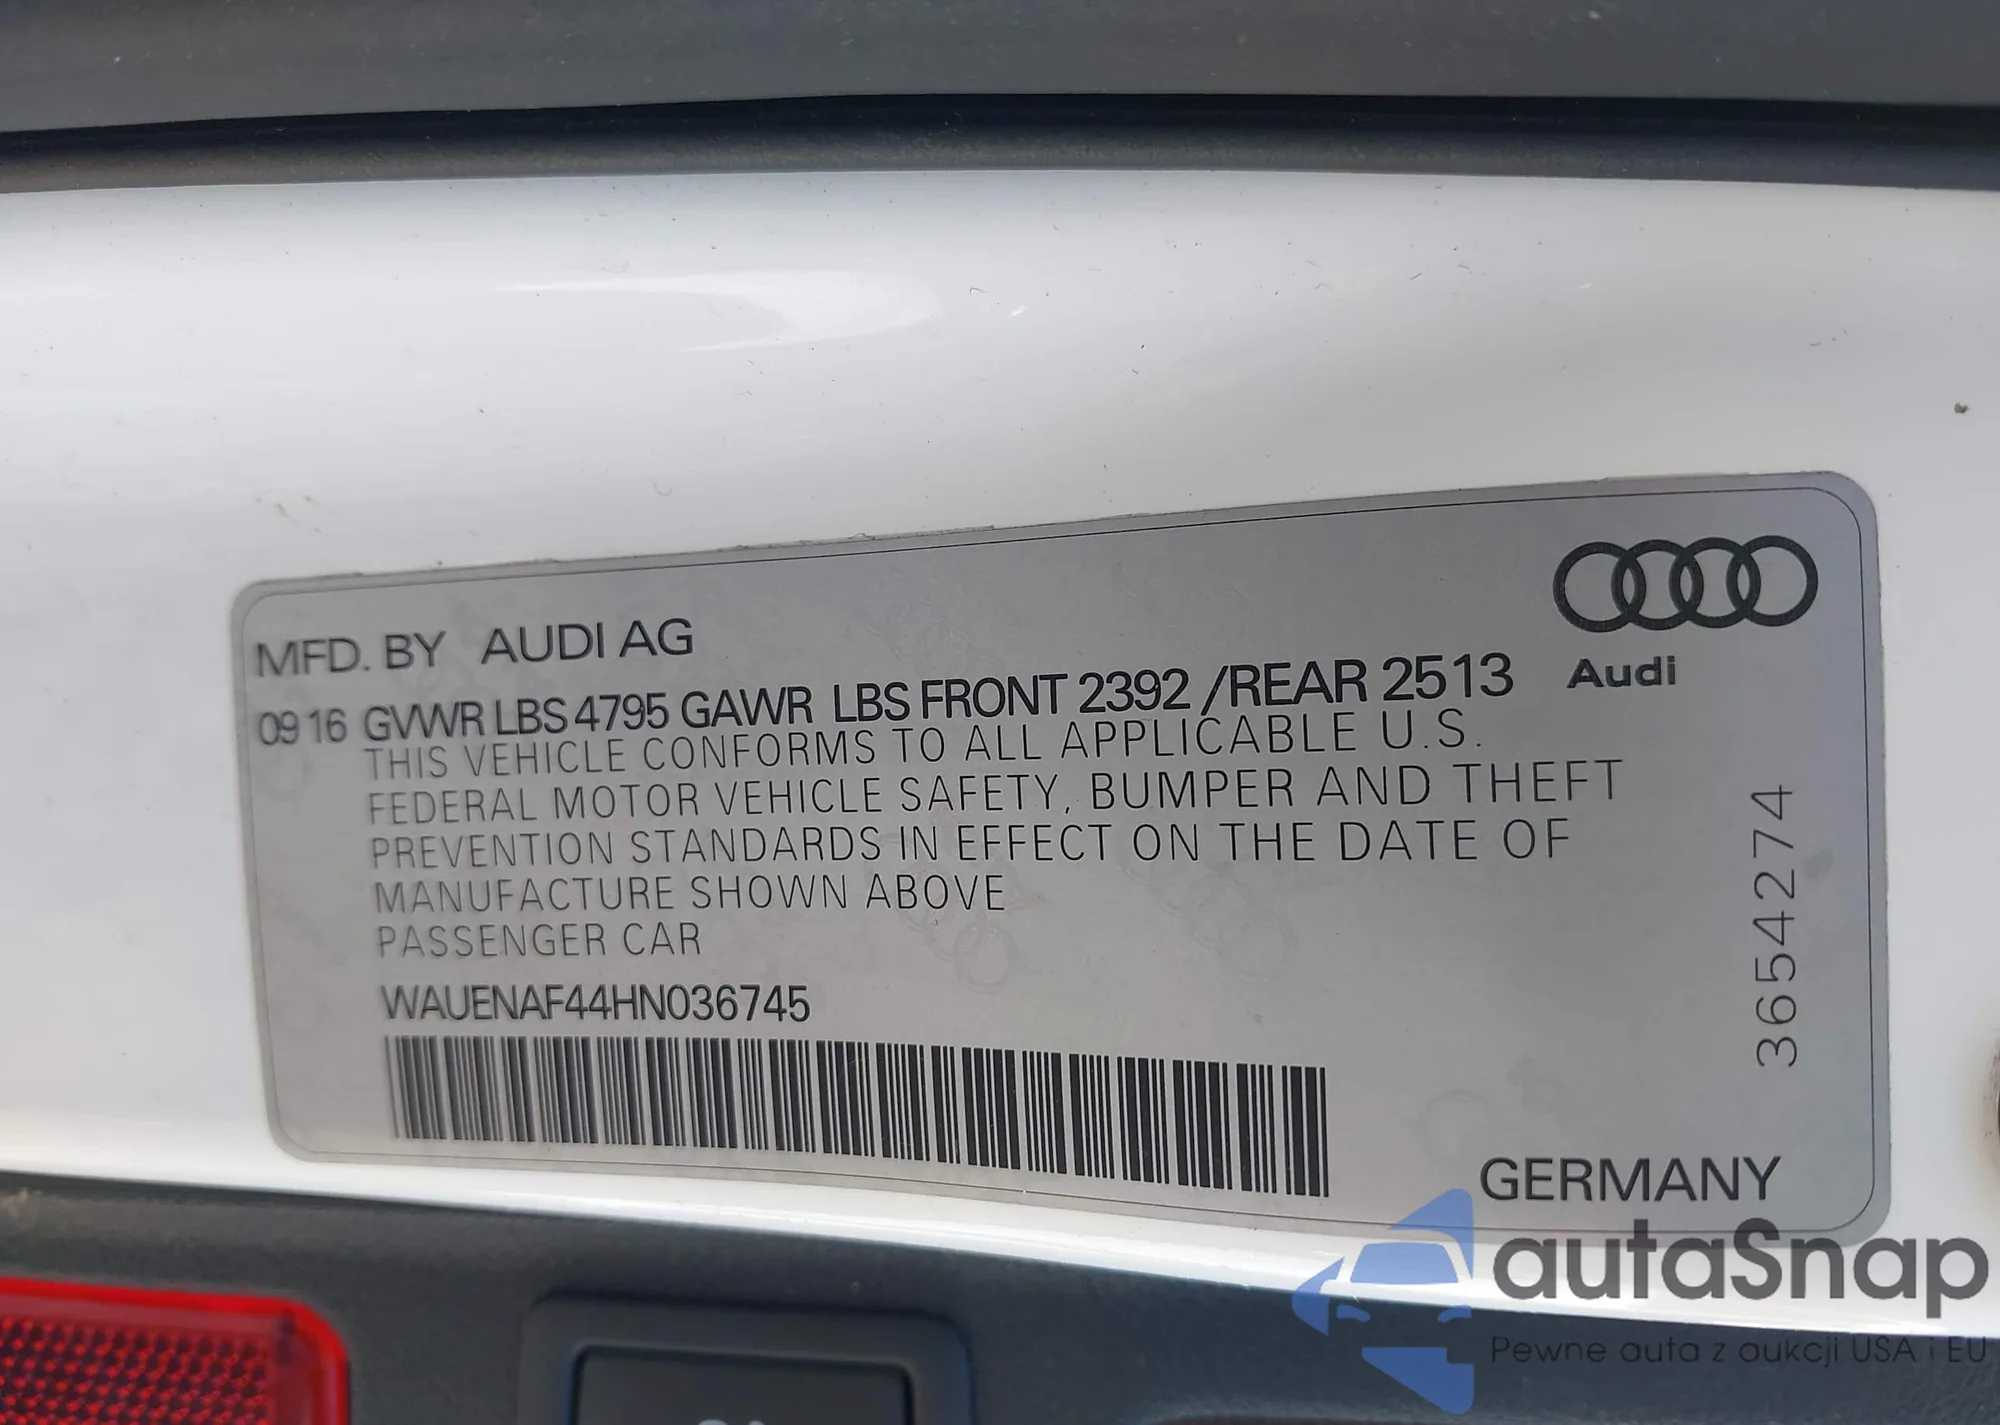 MFD. BY AUDI AG
09 16 GVWR LBS 4795 GAWR LBS FRONT 2392 /REAR 2513
Audi
THIS VEHICLE CONFORMS TO ALL APPLICABLE U.S.
FEDERAL MOTOR VEHICLE SAFETY, BUMPER AND THEFT
PREVENTION STANDARDS IN EFFECT ON THE DATE OF
MANUFACTURE SHOWN ABOVE
PASSENGER CAR
WAUENAF44HN036745
3654274
GERMANY
autaSnap
Pewne auta z aukcji USA i EU